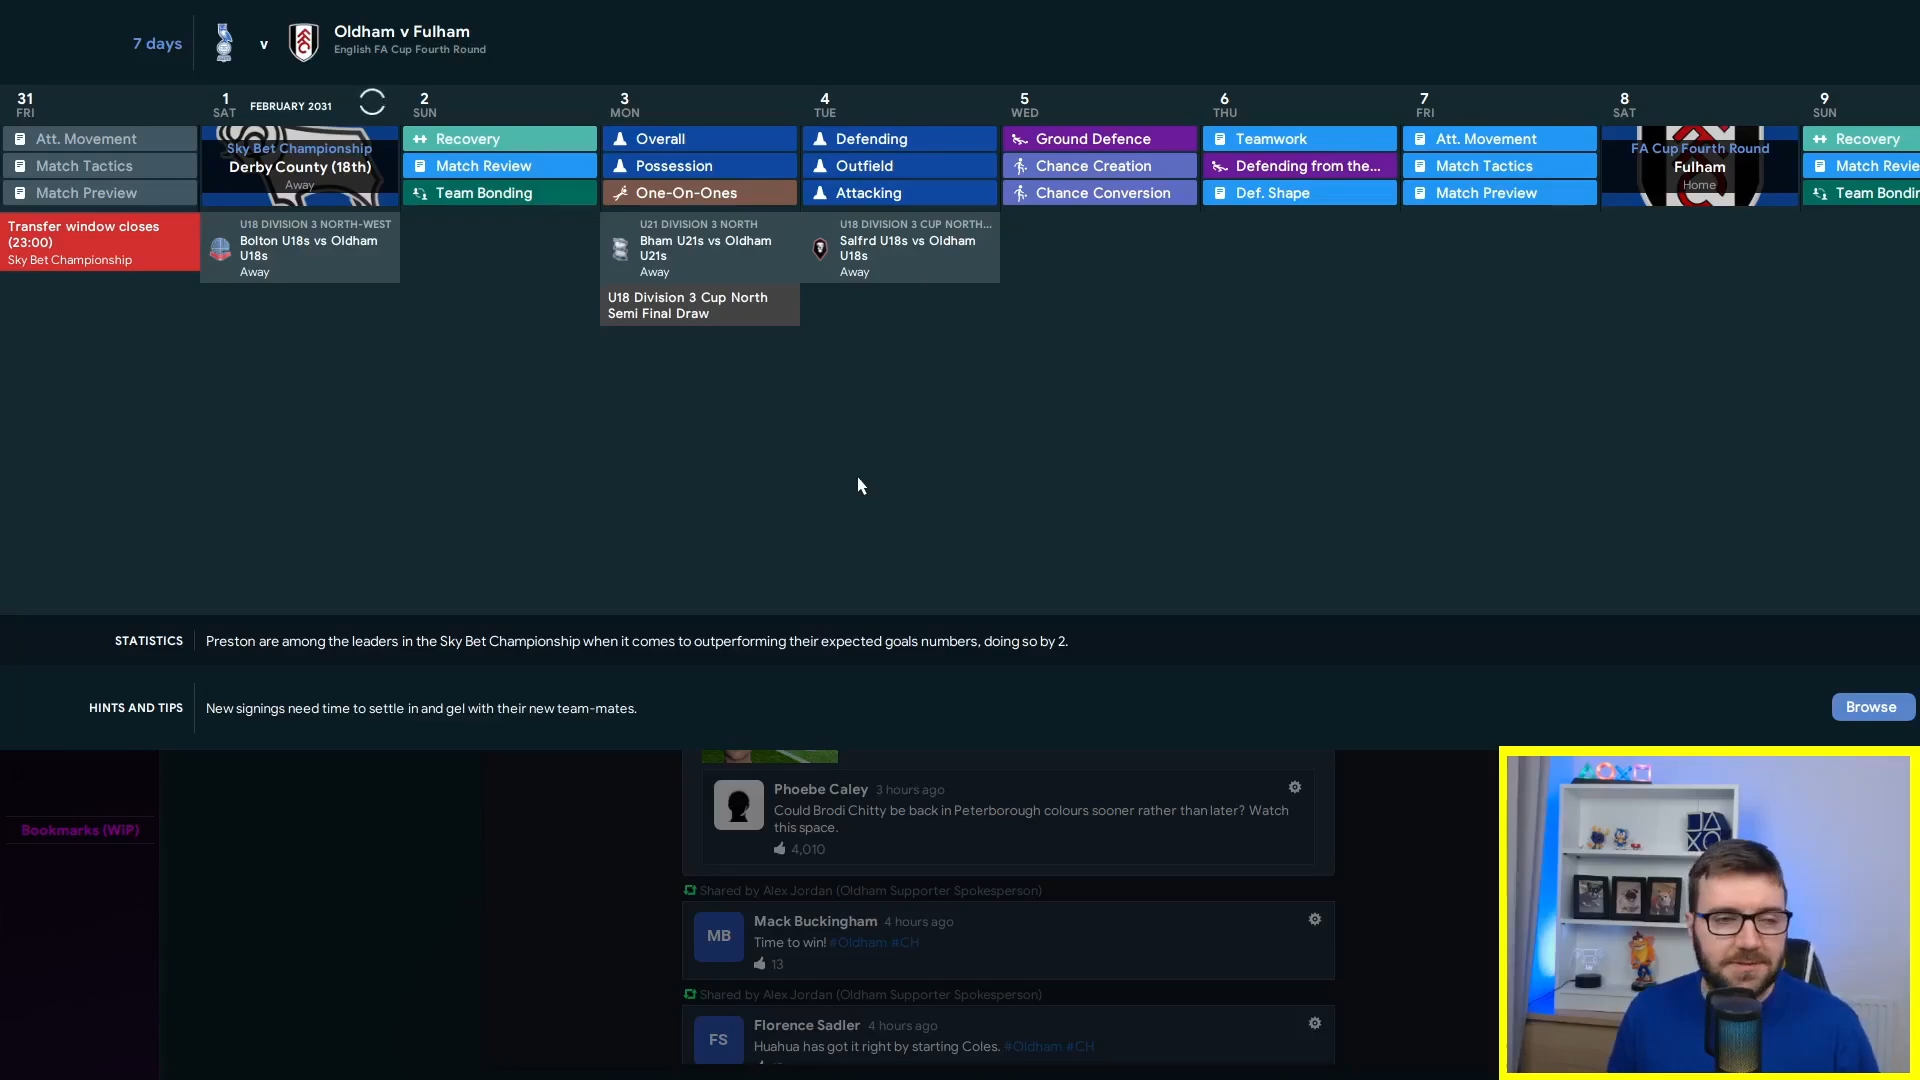 7 days
v
Oldham v Fulham
English FA Cup Fourth Round
31
FRI
1
SAT
FEBRUARY 2031
2
SUN
3
MON
4
TUE
5
WED
6
THU
7
FRI
8
SAT
9
SUN
Att. Movement
Match Tactics
Match Preview
Sky Bet Championship
Derby County (18th)
Away
Recovery
Match Review
Team Bonding
Overall
Possession
One-On-Ones
Defending
Outfield
Attacking
Ground Defence
Chance Creation
Chance Conversion
Teamwork
Defending from the...
Def. Shape
Att. Movement
Match Tactics
Match Preview
FA Cup Fourth Round
Fulham
Home
Recovery
Match Revie
Team Bondin
Transfer window closes
(23:00)
Sky Bet Championship
U18 DIVISION 3 NORTH-WEST
Bolton U18s vs Oldham
U18s
Away
U21 DIVISION 3 NORTH
Bham U21s vs Oldham
U21s
Away
U18 Division 3 Cup North
Semi Final Draw
U18 DIVISION 3 CUP NORTH...
Salfrd U18s vs Oldham
U18s
Away
STATISTICS
Preston are among the leaders in the Sky Bet Championship when it comes to outperforming their expected goals numbers, doing so by 2.
HINTS AND TIPS
New signings need time to settle in and gel with their new team-mates.
Browse
Bookmarks (WiP)
Phoebe Caley 3 hours ago
Could Brodi Chitty be back in Peterborough colours sooner rather than later? Watch
this space.
4,010
Shared by Alex Jordan (Oldham Supporter Spokesperson)
MB
Mack Buckingham 4 hours ago
Time to win! #Oldham #CH
13
Shared by Alex Jordan (Oldham Supporter Spokesperson)
FS
Florence Sadler 4 hours ago
Huahua has got it right by starting Coles. #Oldham #CH